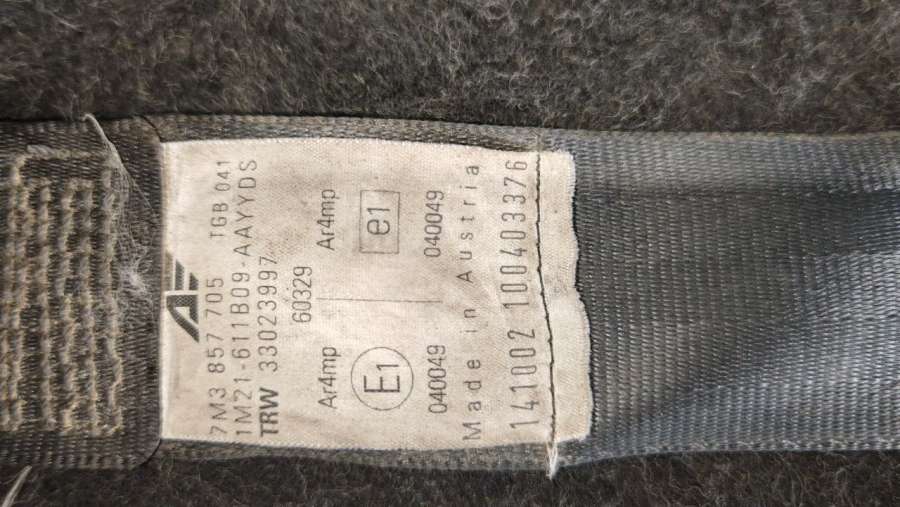 7M3 857 705 TGB 041
1M21-611B09-AAYYDS
TRW 33023997
60329
Ar4mp Ar4mp
E1 e1
040049 040049
Made in Austria
141002 100403376